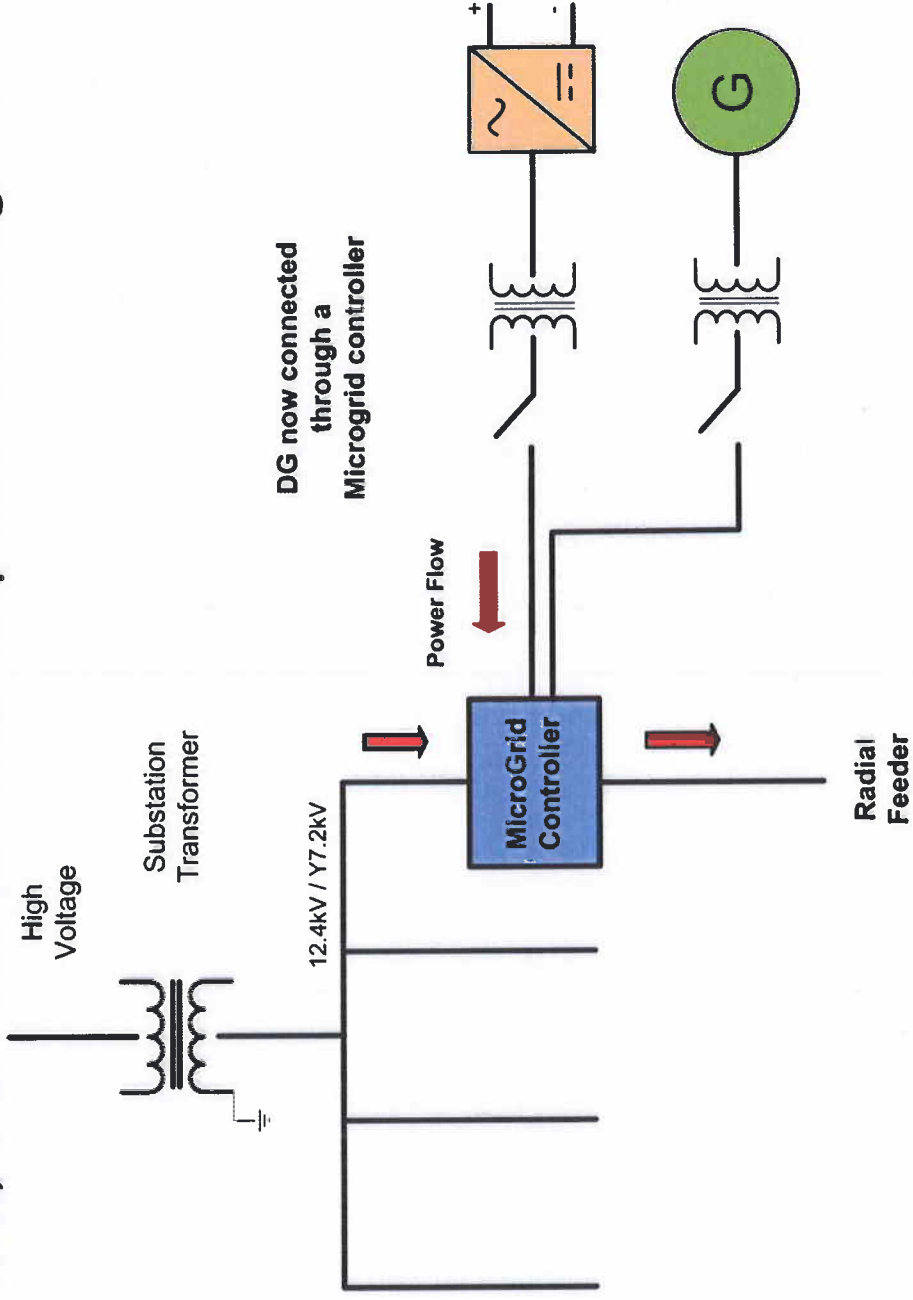 High
Voltage
Substation
Transformer
12.4kV / Y7.2kV
DG now connected
through a
Microgrid controller
Power Flow
MicroGrid
Controller
Radial
Feeder
+
-
~
G